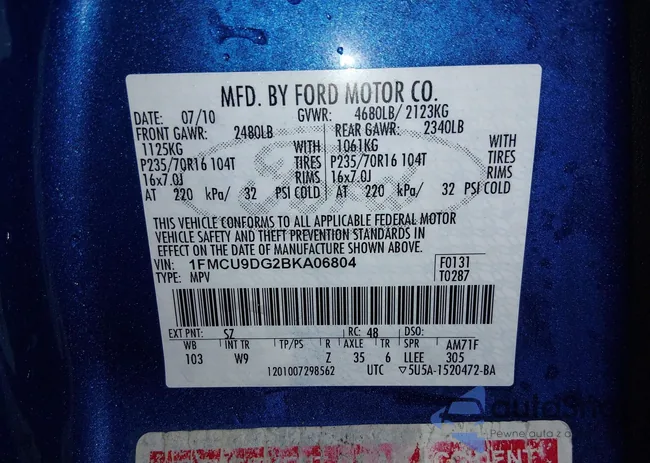 MFD. BY FORD MOTOR CO.
DATE: 07/10 GVWR: 4680LB/ 2123KG
FRONT GAWR: 2480LB REAR GAWR: 2340LB
1125KG WITH 1061KG WITH
P235/70R16 104T TIRES P235/70R16 104T TIRES
16x7.0J RIMS 16x7.0J RIMS
AT 220 kPa/ 32 PSI COLD AT 220 kPa/ 32 PSI COLD
THIS VEHICLE CONFORMS TO ALL APPLICABLE FEDERAL MOTOR
VEHICLE SAFETY AND THEFT PREVENTION STANDARDS IN
EFFECT ON THE DATE OF MANUFACTURE SHOWN ABOVE.
VIN: 1FMCU9DG2BKA06804 F0131
TYPE: MPV T0287
EXT PNT: SZ RC: 48 DSO:
WB INT TR TP/PS R AXLE TR SPR AM71F
103 W9 Z 35 6 LLEE 305
1201007298562 UTC ▽5U5A-1520472-BA
Pewne auta z